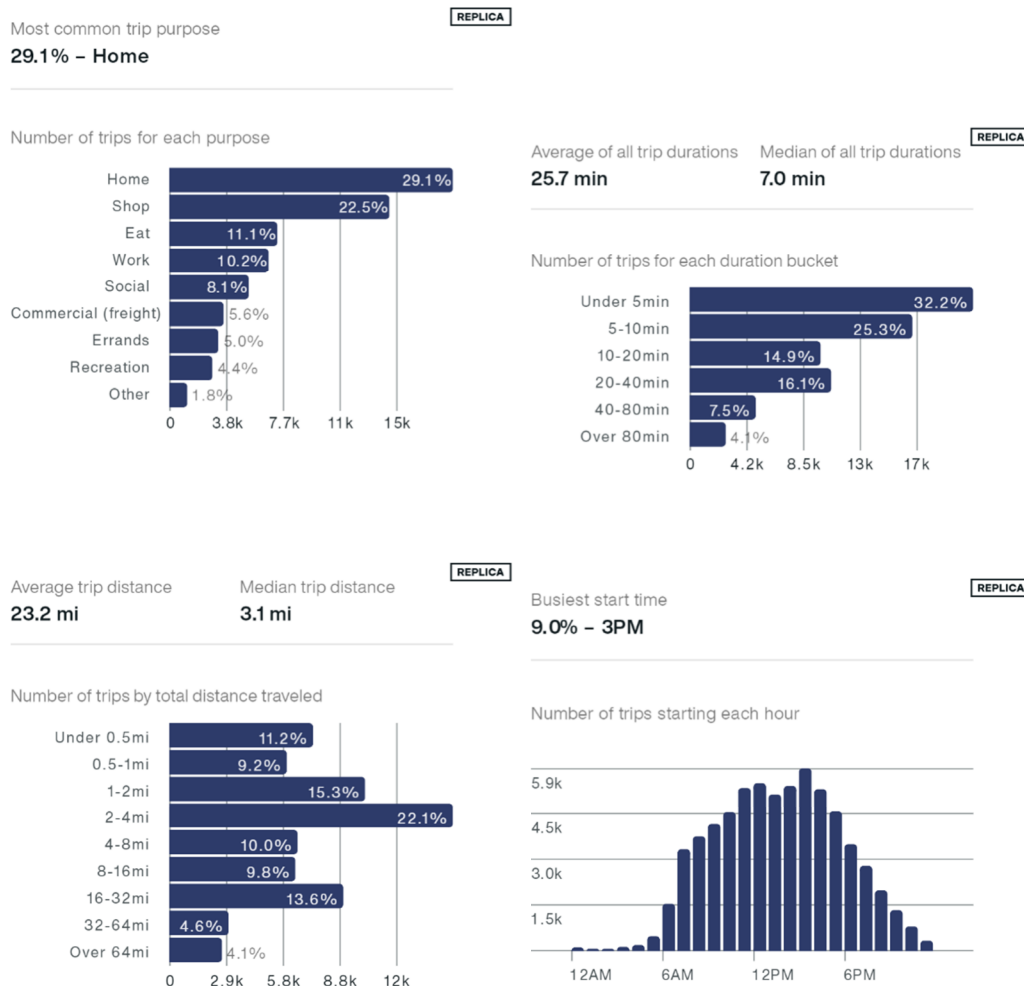 REPLICA
Most common trip purpose
29.1% – Home
Number of trips for each purpose
Home 29.1%
Shop 22.5%
Eat 11.1%
Work 10.2%
Social 8.1%
Commercial (freight) 5.6%
Errands 5.0%
Recreation 4.4%
Other 1.8%
0 3.8k 7.7k 11k 15k
REPLICA
Average of all trip durations Median of all trip durations
25.7 min 7.0 min
Number of trips for each duration bucket
Under 5min 32.2%
5-10min 25.3%
10-20min 14.9%
20-40min 16.1%
40-80min 7.5%
Over 80min 4.1%
0 4.2k 8.5k 13k 17k
REPLICA
Average trip distance Median trip distance
23.2 mi 3.1 mi
Number of trips by total distance traveled
Under 0.5mi 11.2%
0.5-1mi 9.2%
1-2mi 15.3%
2-4mi 22.1%
4-8mi 10.0%
8-16mi 9.8%
16-32mi 13.6%
32-64mi 4.6%
Over 64mi 4.1%
0 2.9k 5.8k 8.8k 12k
REPLICA
Busiest start time
9.0% – 3PM
Number of trips starting each hour
5.9k
4.5k
3.0k
1.5k
12AM 6AM 12PM 6PM